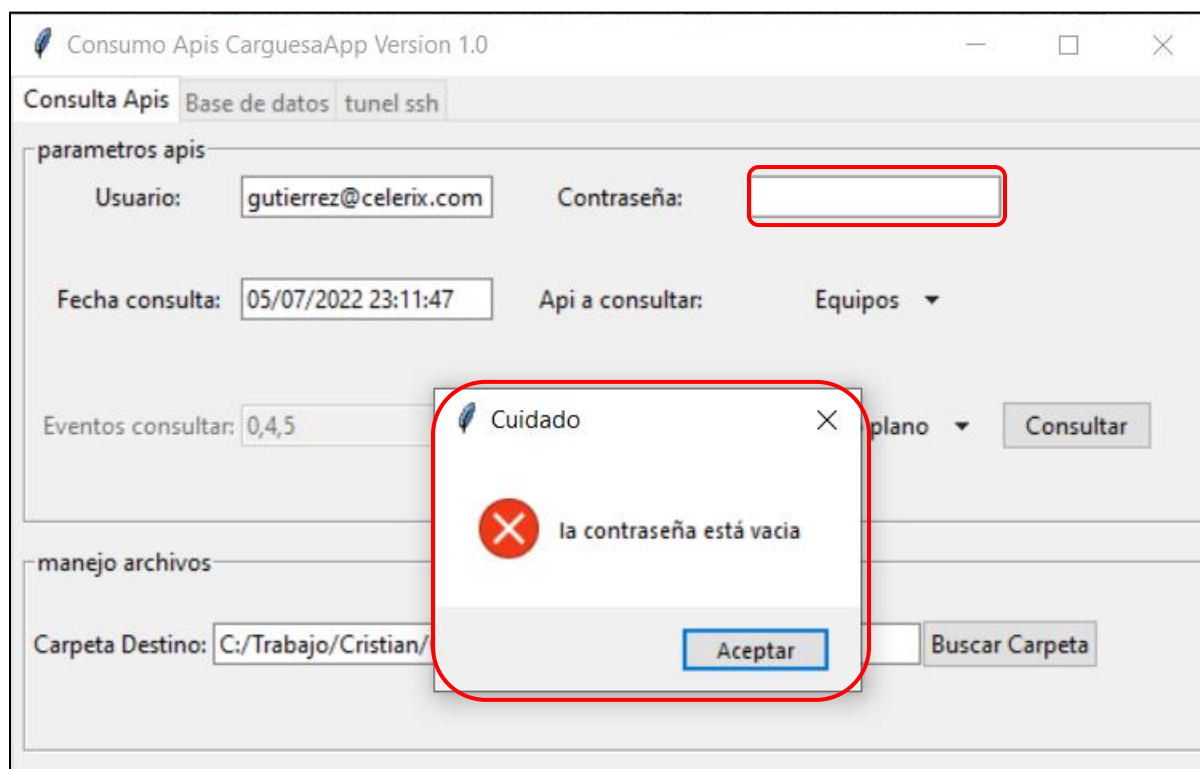 Consumo Apis CarguesaApp Version 1.0
Consulta Apis Base de datos tunel ssh
parametros apis
Usuario: gutierrez@celerix.com Contraseña:
Fecha consulta: 05/07/2022 23:11:47 Api a consultar: Equipos
Eventos consultar: 0,4,5 plano Consultar
Cuidado
la contraseña está vacia
Aceptar
manejo archivos
Carpeta Destino: C:/Trabajo/Cristian/ Buscar Carpeta